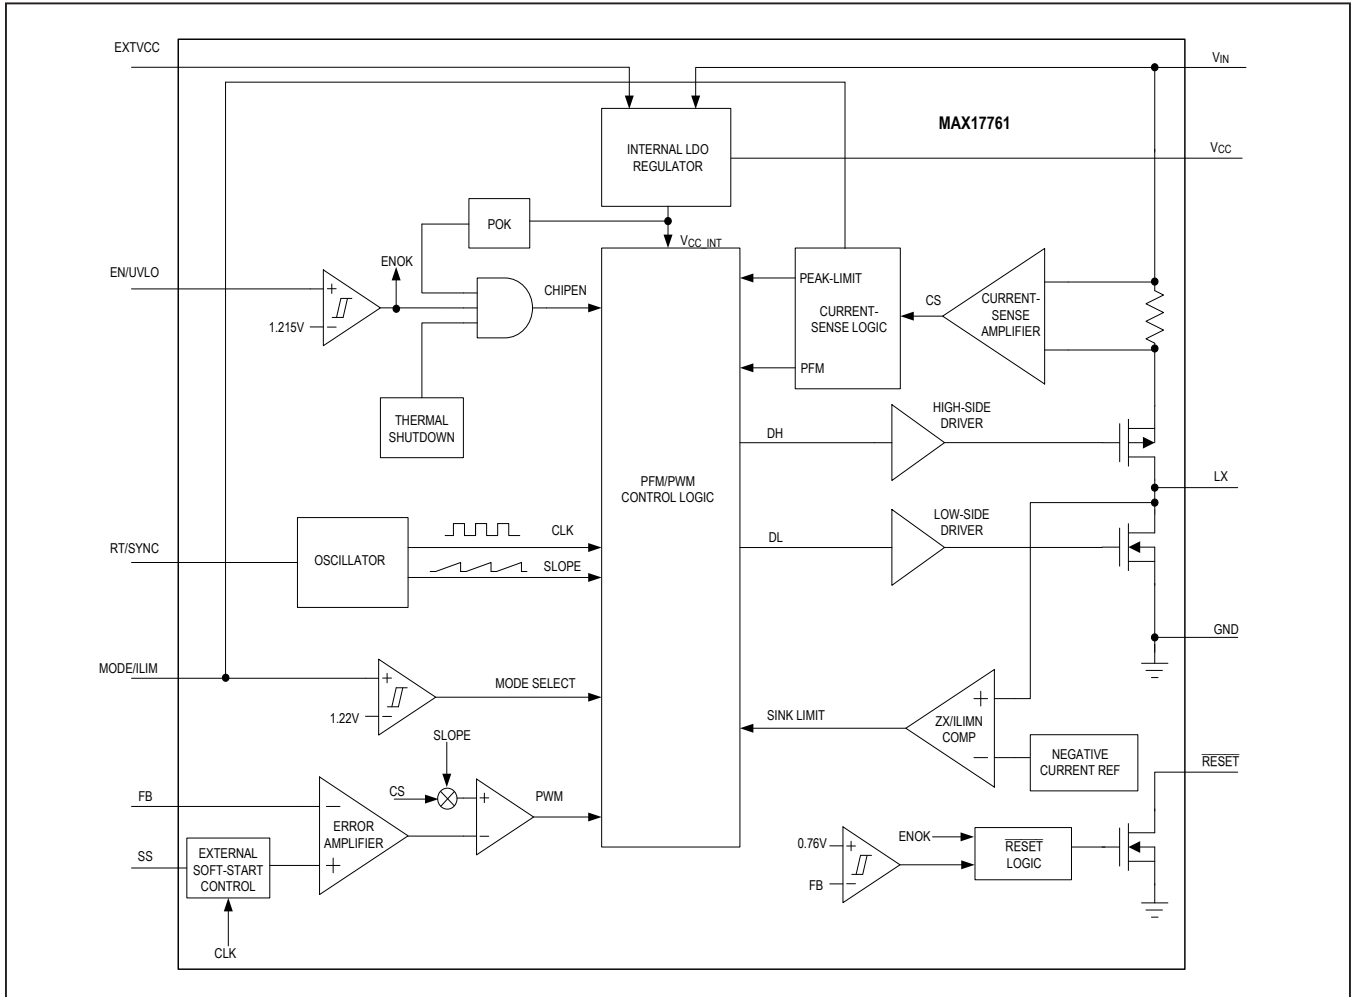 EXTVCC
VIN
MAX17761
INTERNAL LDO
REGULATOR
VCC
POK
VCC_INT
ENOK
EN/UVLO
+
1.215V
−
CHIPEN
PEAK-LIMIT
CURRENT-
SENSE LOGIC
PFM
CS
CURRENT-
SENSE
AMPLIFIER
THERMAL
SHUTDOWN
HIGH-SIDE
DRIVER
DH
LX
PFM/PWM
CONTROL LOGIC
LOW-SIDE
DRIVER
DL
RT/SYNC
OSCILLATOR
CLK
SLOPE
GND
MODE/ILIM
+
1.22V
−
MODE SELECT
SINK LIMIT
+
ZX/ILIMN
COMP
−
NEGATIVE
CURRENT REF
SLOPE
RESET
CS
+
−
PWM
FB
−
ERROR
AMPLIFIER
+
SS
EXTERNAL
SOFT-START
CONTROL
CLK
0.76V
+
FB
−
ENOK
RESET
LOGIC